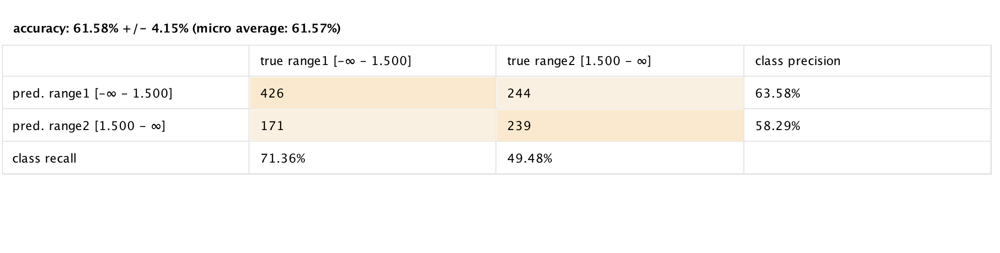 accuracy: 61.58% +/- 4.15% (micro average: 61.57%)
true range1 [-∞ - 1.500] true range2 [1.500 - ∞] class precision
pred. range1 [-∞ - 1.500] 426 244 63.58%
pred. range2 [1.500 - ∞] 171 239 58.29%
class recall 71.36% 49.48%